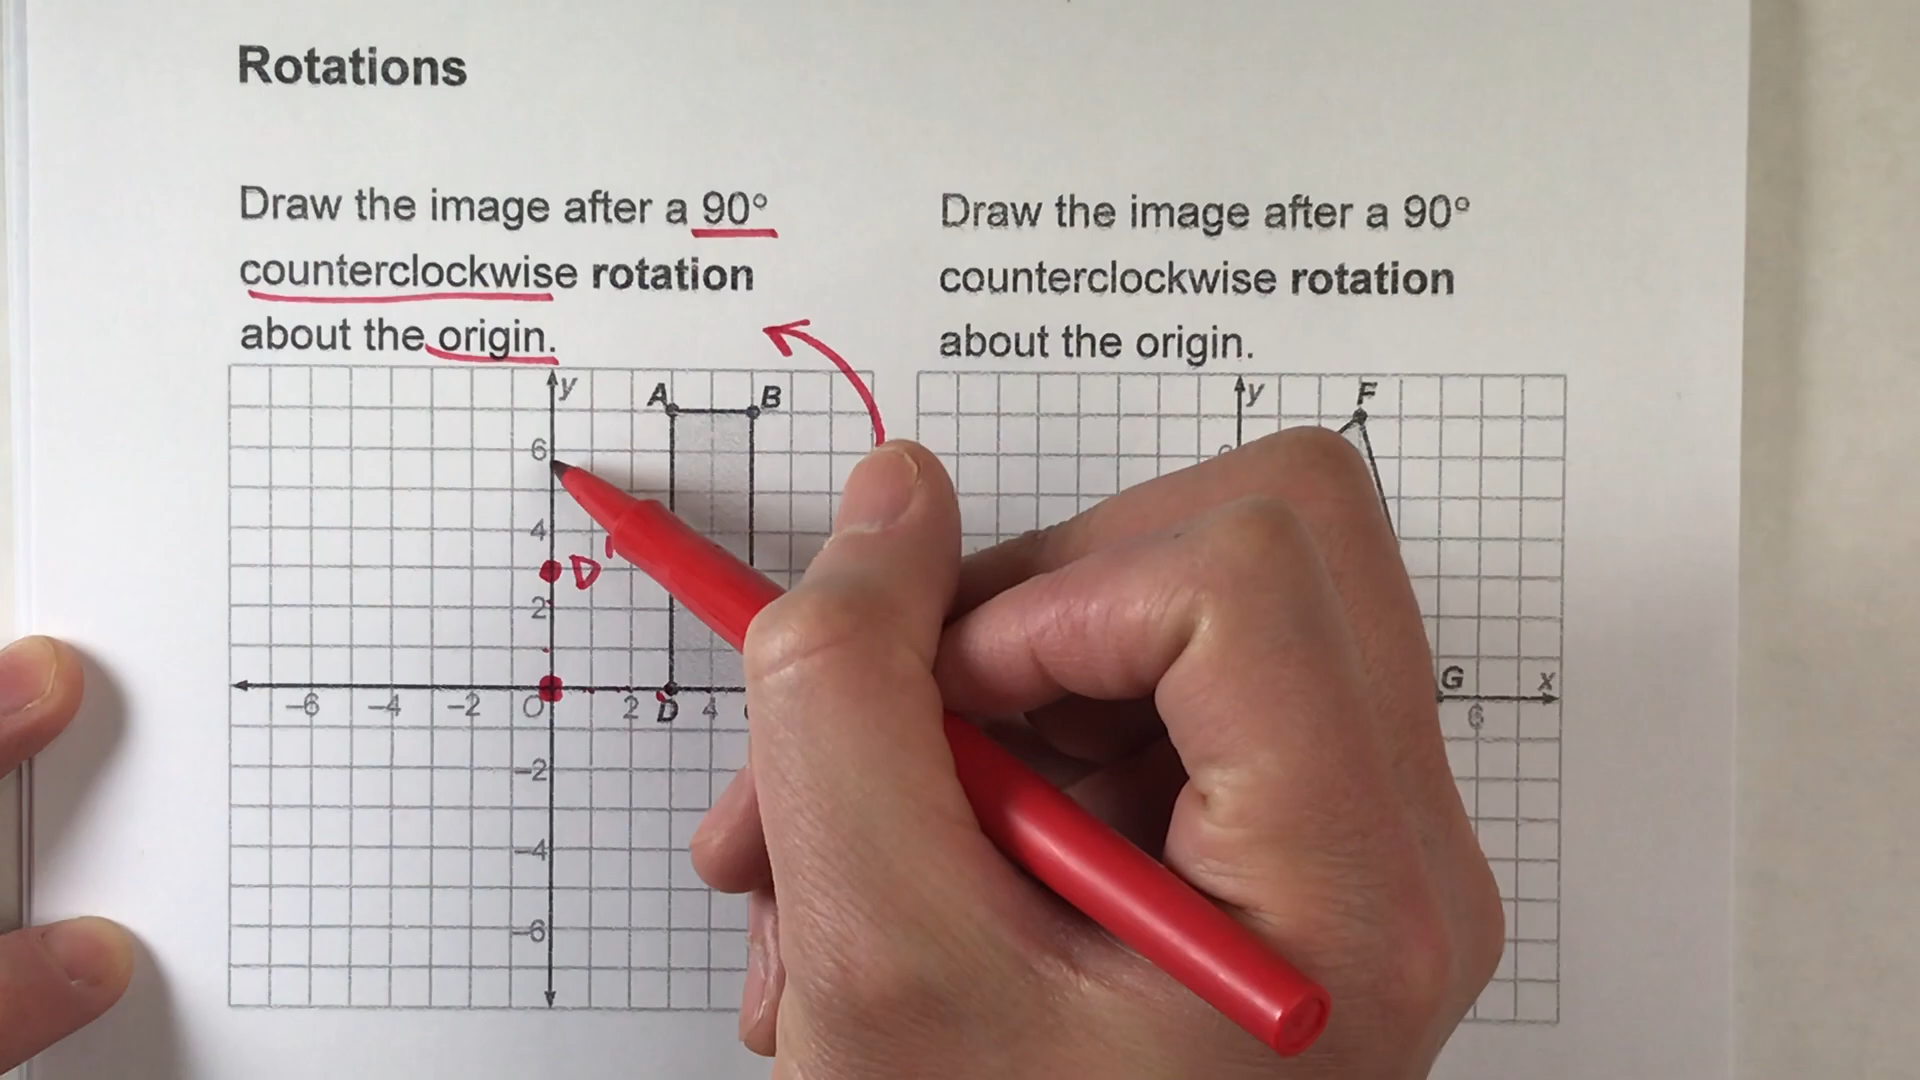 Rotations
Draw the image after a 90°
counterclockwise rotation
about the origin.
Draw the image after a 90°
counterclockwise rotation
about the origin.
y
A
B
6
4
D'
2
–6
–4
–2
O
2
D
4
–2
–4
–6
y
F
G
x
6